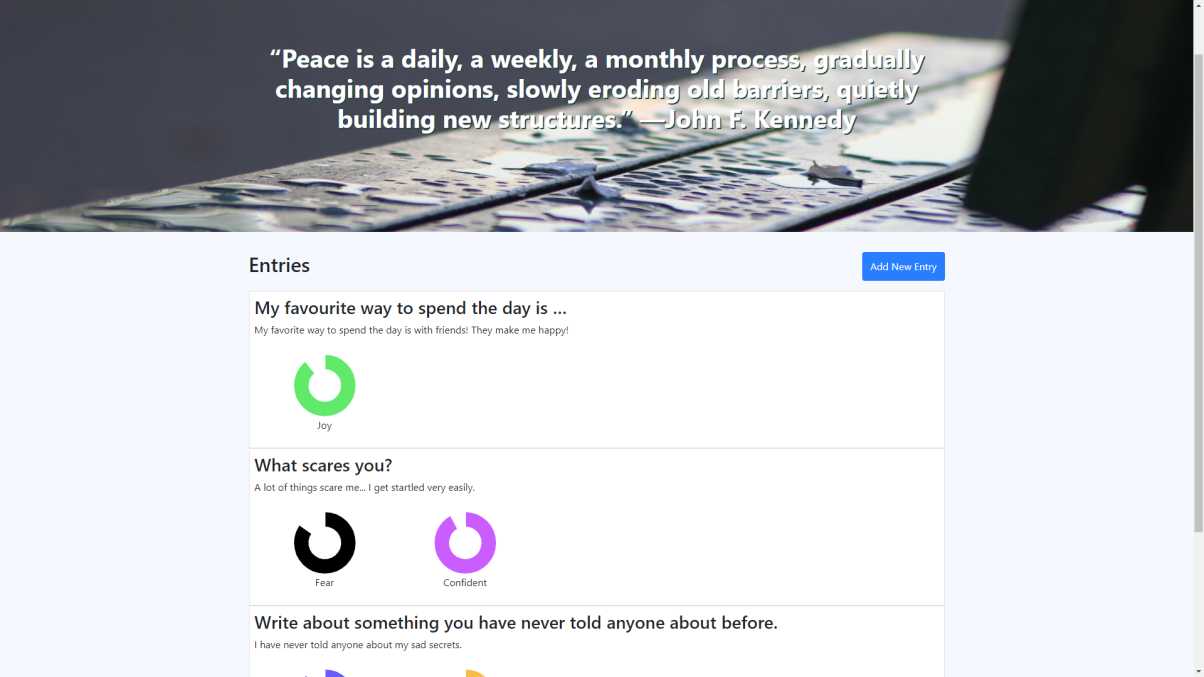 “Peace is a daily, a weekly, a monthly process, gradually
changing opinions, slowly eroding old barriers, quietly
building new structures.” —John F. Kennedy
Entries
Add New Entry
My favourite way to spend the day is ...
My favorite way to spend the day is with friends! They make me happy!
Joy
What scares you?
A lot of things scare me... I get startled very easily.
Fear
Confident
Write about something you have never told anyone about before.
I have never told anyone about my sad secrets.